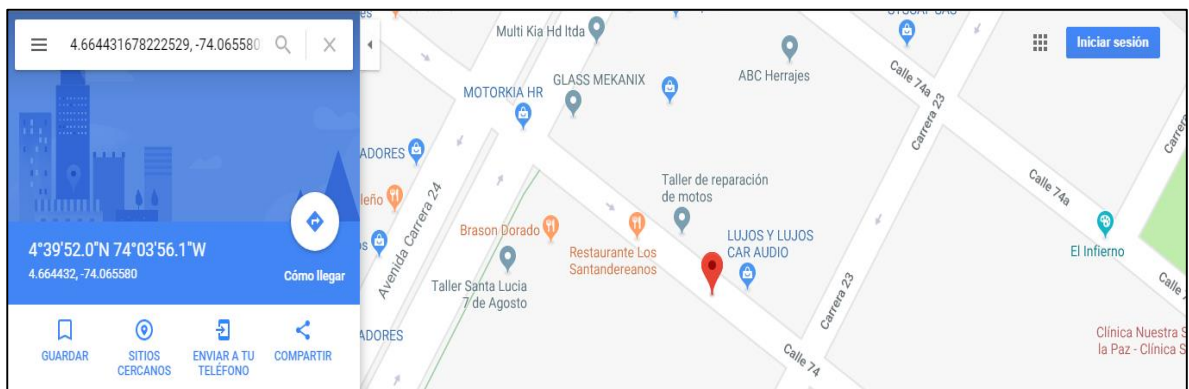 4.664431678222529, -74.065580
4°39'52.0"N 74°03'56.1"W
4.664432, -74.065580
Cómo llegar
GUARDAR
SITIOS
CERCANOS
ENVIAR A TU
TELÉFONO
COMPARTIR
Iniciar sesión
Multi Kia Hd ltda
ABC Herrajes
GLASS MEKANIX
MOTORKIA HR
Calle 74a
Carrera 23
ADORES
Avenida Carrera 24
leño
Taller de reparación
de motos
Calle 74a
Brason Dorado
Restaurante Los
Santandereanos
LUJOS Y LUJOS
CAR AUDIO
El Infierno
Taller Santa Lucia
7 de Agosto
Carrera 23
Calle
ADORES
Calle 74
Clínica Nuestra S
la Paz - Clínica S